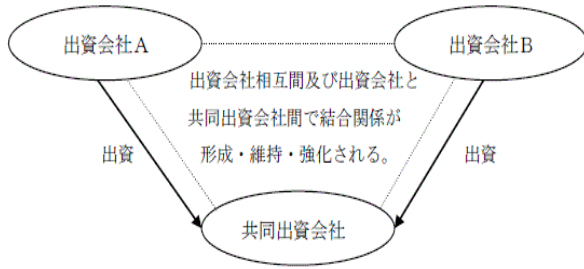 出資会社A
出資会社B
出資会社相互間及び出資会社と
共同出資会社間で結合関係が
形成・維持・強化される。
出資
出資
共同出資会社